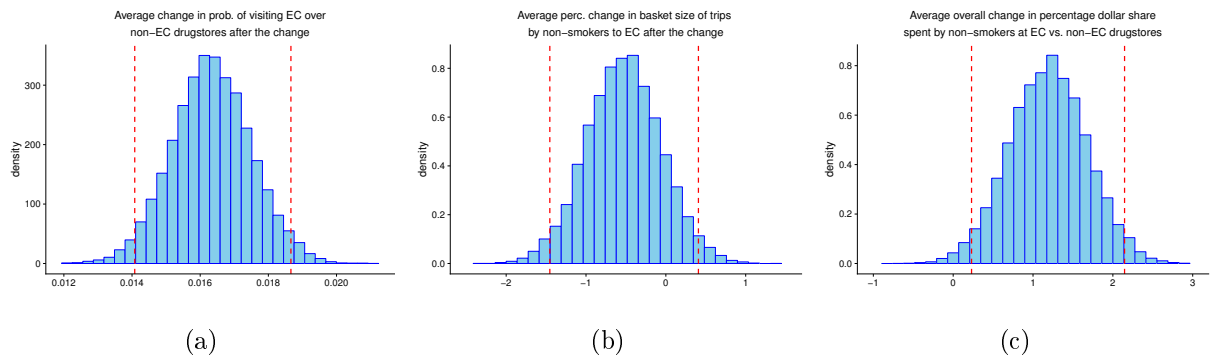 Average change in prob. of visiting EC over
non−EC drugstores after the change
density
300
200
100
0
0.012 0.014 0.016 0.018 0.020
(a)
Average perc. change in basket size of trips
by non−smokers to EC after the change
density
0.8
0.6
0.4
0.2
0.0
−2 −1 0 1
(b)
Average overall change in percentage dollar share
spent by non−smokers at EC vs. non−EC drugstores
density
0.8
0.6
0.4
0.2
0.0
−1 0 1 2 3
(c)